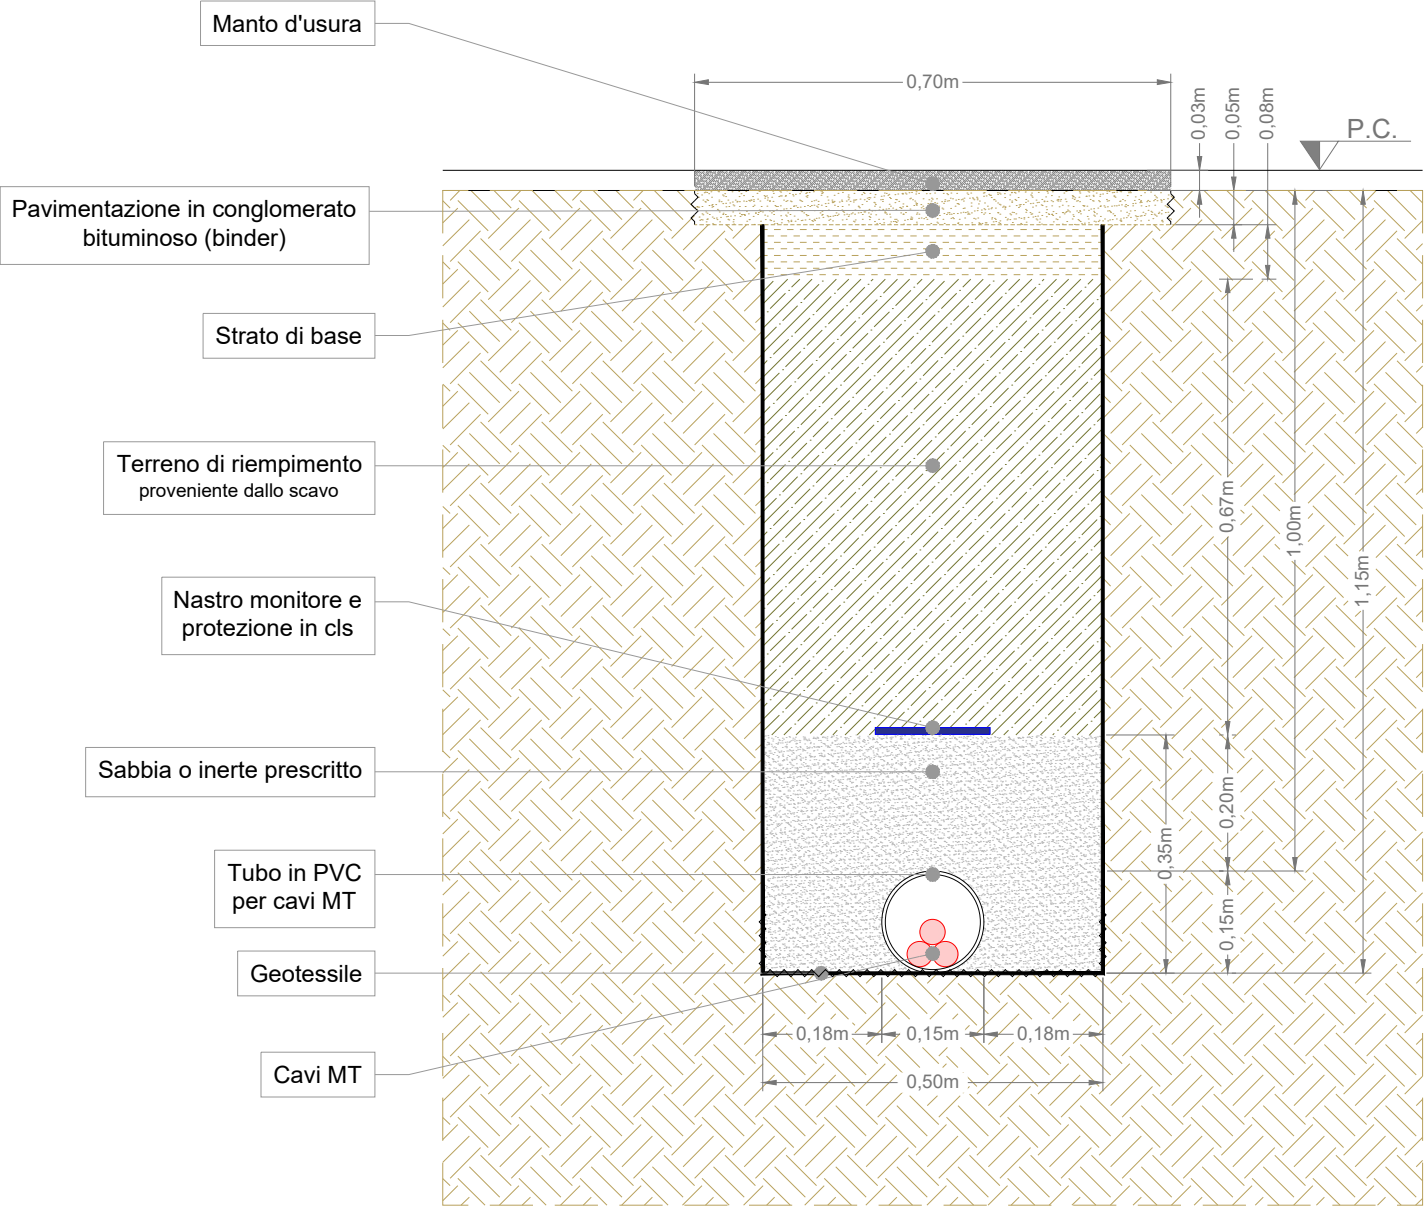 Manto d'usura
0,70m
0,03m
0,05m
0,08m
P.C.
Pavimentazione in conglomerato
bituminoso (binder)
Strato di base
Terreno di riempimento
proveniente dallo scavo
0,67m
1,00m
1,15m
Nastro monitore e
protezione in cls
Sabbia o inerte prescritto
0,20m
0,35m
Tubo in PVC
per cavi MT
0,15m
Geotessile
0,18m
0,15m
0,18m
Cavi MT
0,50m